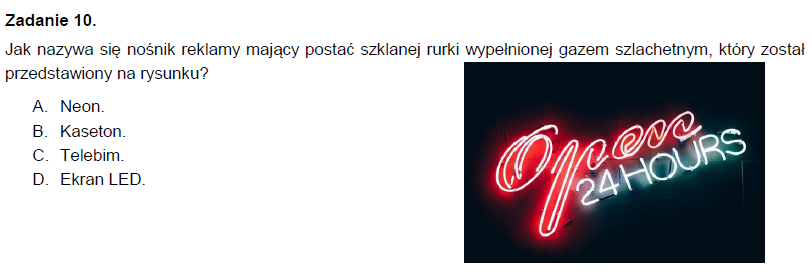 Zadanie 10.
Jak nazywa się nośnik reklamy mający postać szklanej rurki wypełnionej gazem szlachetnym, który został
przedstawiony na rysunku?
A. Neon.
B. Kaseton.
C. Telebim.
D. Ekran LED.
Open
24 HOURS